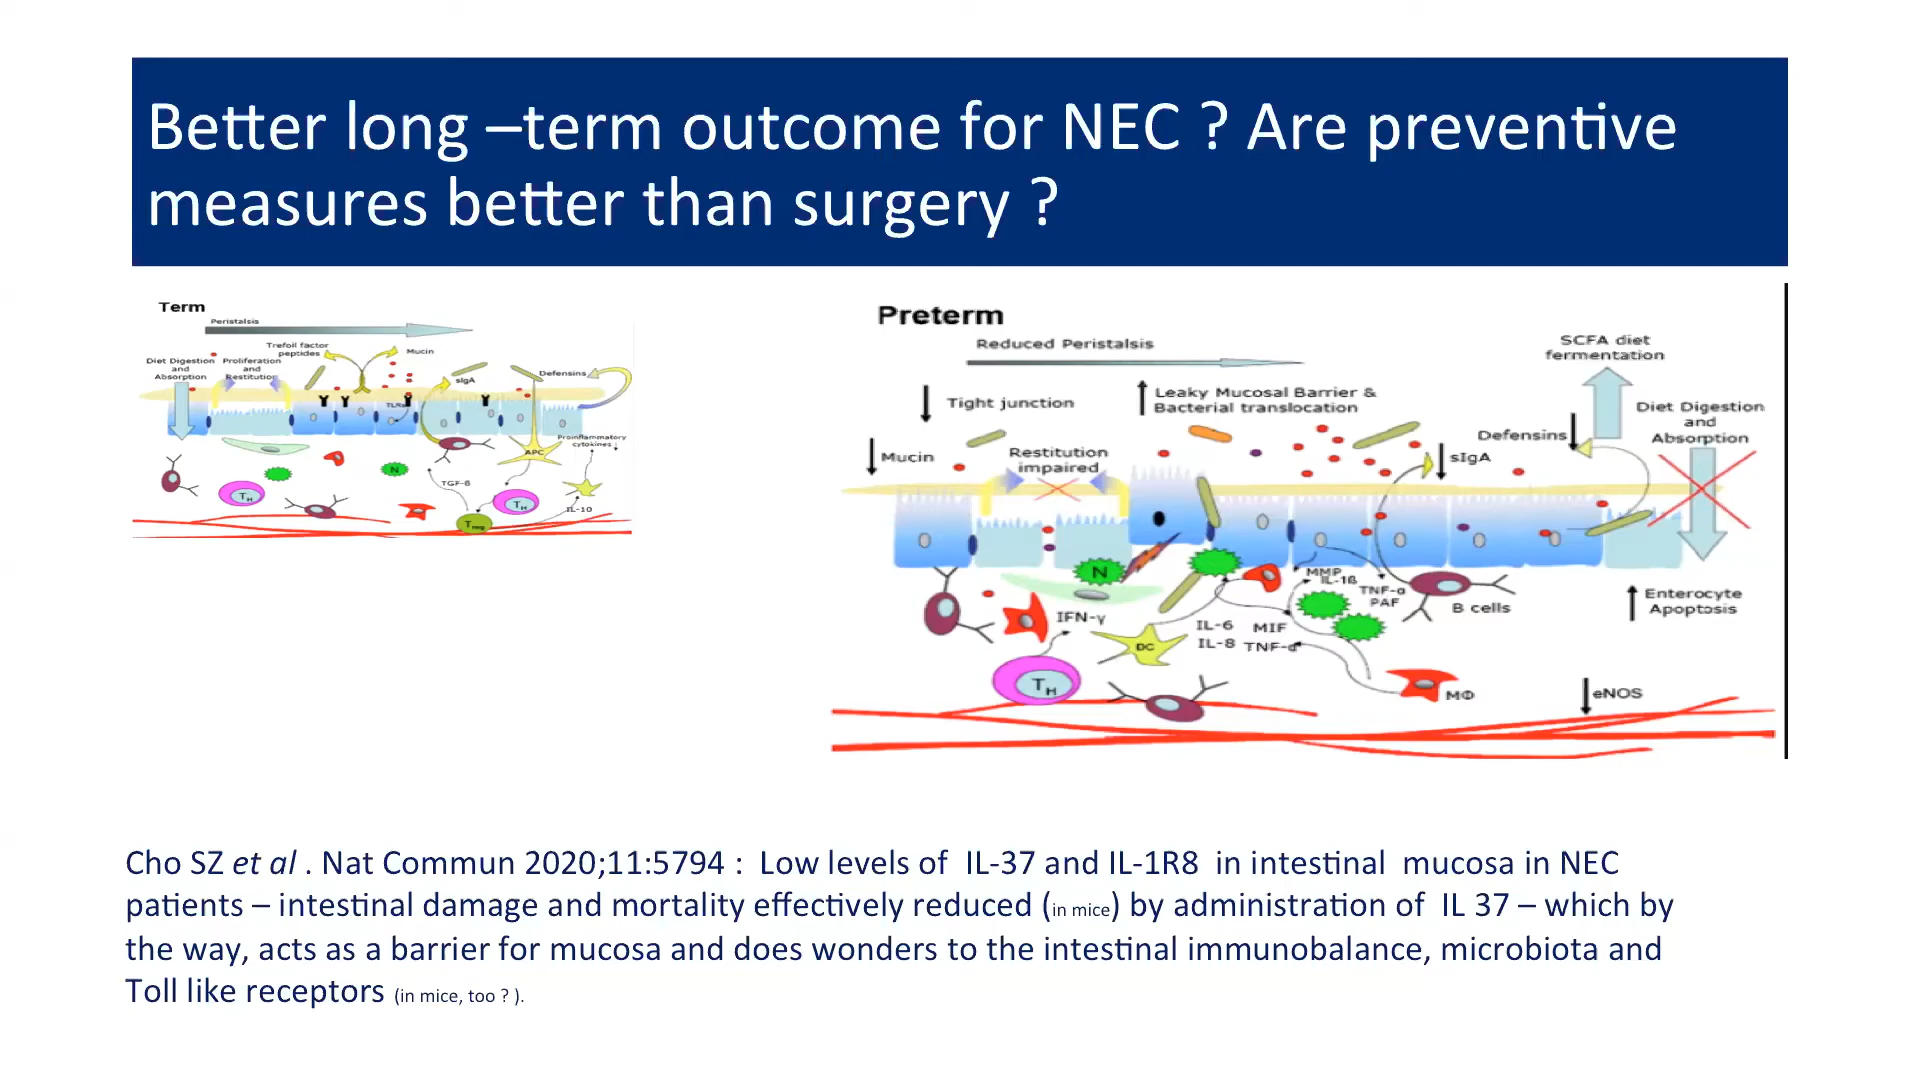 Better long –term outcome for NEC ? Are preventive
measures better than surgery ?
Term
Peristalsis
Trefoil factor
peptides
Mucin
Diet Digestion
and
Absorption
Proliferation
and
Restitution
sIgA
Defensins
TLRs
Proinflammatory
cytokines
APC
N
TGF-β
TH
TH
IL-10
Treg
Preterm
Reduced Peristalsis
SCFA diet
fermentation
Tight junction
Leaky Mucosal Barrier &
Bacterial translocation
Diet Digestion
and
Absorption
Defensins
Mucin
Restitution
impaired
sIgA
N
MMP
IL-1ß
TNF-α
PAF
B cells
Enterocyte
Apoptosis
IFN-γ
IL-6
MIF
IL-8
TNF-α
DC
TH
MΦ
eNOS
Cho SZ et al . Nat Commun 2020;11:5794 : Low levels of IL-37 and IL-1R8 in intestinal mucosa in NEC
patients – intestinal damage and mortality effectively reduced (in mice) by administration of IL 37 – which by
the way, acts as a barrier for mucosa and does wonders to the intestinal immunobalance, microbiota and
Toll like receptors (in mice, too ? ).